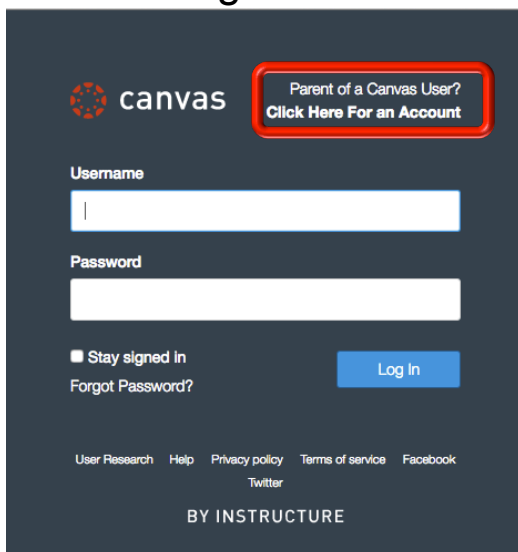 canvas
Parent of a Canvas User?
Click Here For an Account
Username
Password
Stay signed in
Log In
Forgot Password?
User Research Help Privacy policy Terms of service Facebook
Twitter
BY INSTRUCTURE